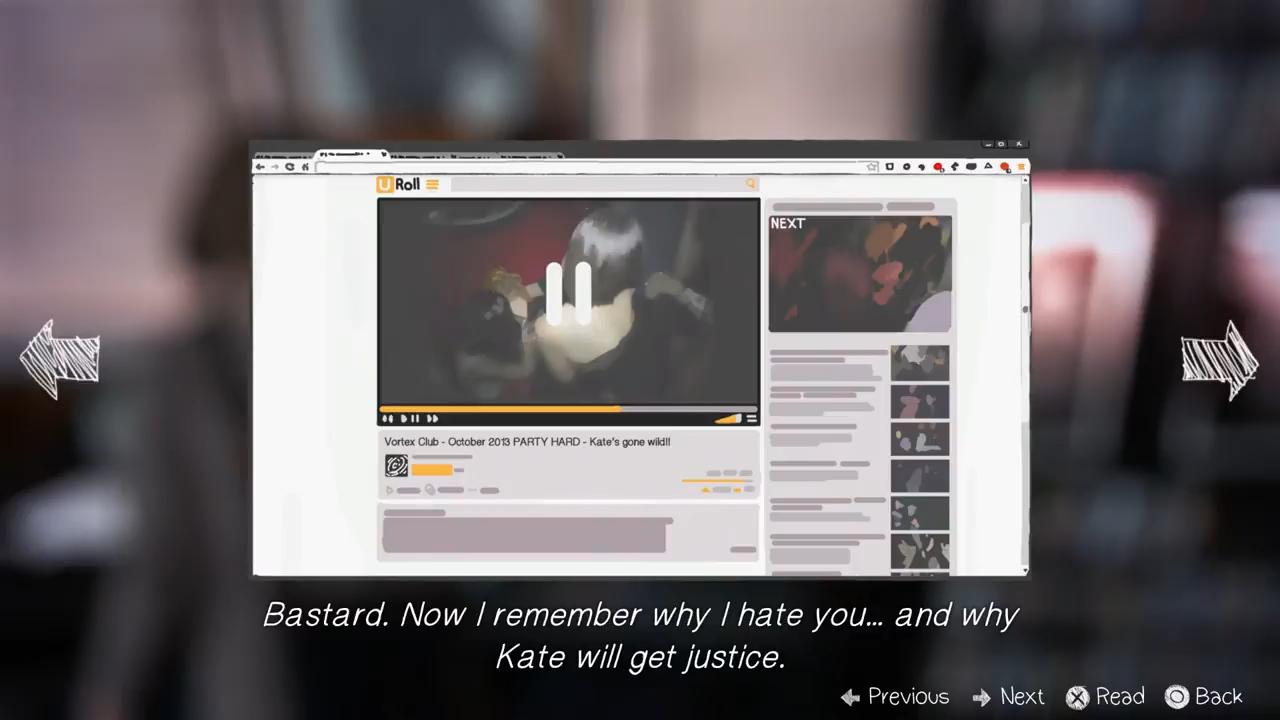 U Roll
NEXT
Vortex Club - October 2013 PARTY HARD - Kate's gone wild!!
Bastard. Now I remember why I hate you... and why
Kate will get justice.
Previous Next Read Back